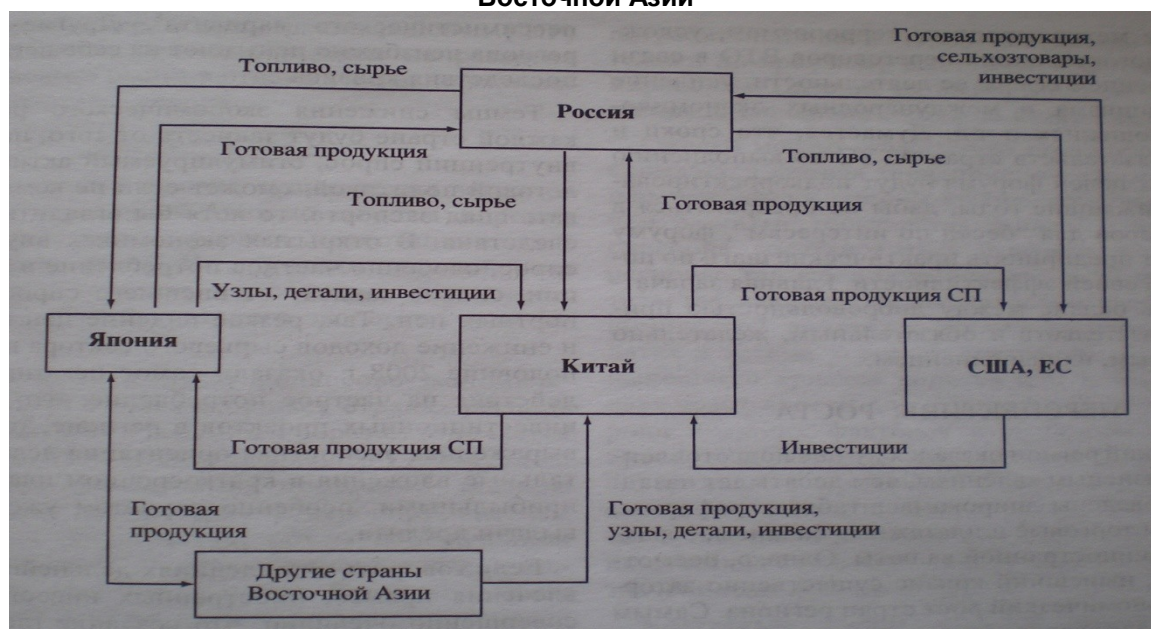 Восточной Азии
Готовая продукция,
сельхозтовары,
инвестиции
Топливо, сырье
Россия
Готовая продукция
Топливо, сырье
Топливо, сырье
Готовая продукция
Узлы, детали, инвестиции
Готовая продукция СП
Япония
Китай
США, ЕС
Готовая продукция СП
Инвестиции
Готовая
продукция
Готовая продукция,
узлы, детали, инвестиции
Другие страны
Восточной Азии